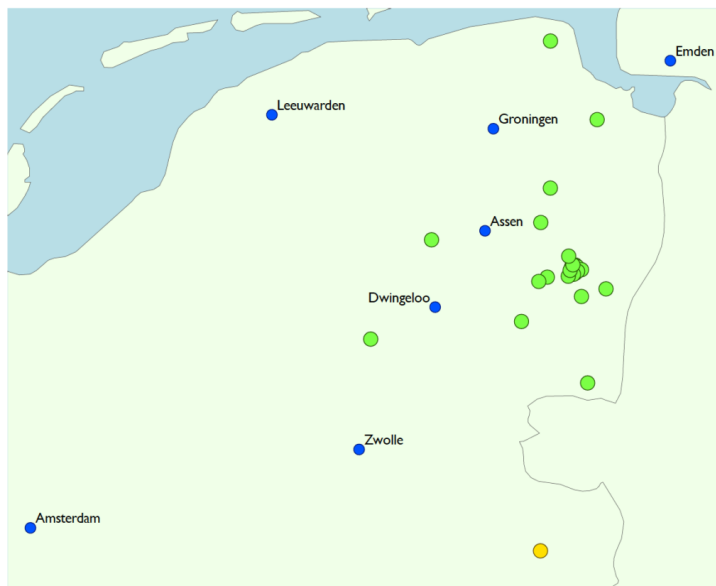 Emden
Leeuwarden
Groningen
Assen
Dwingeloo
Zwolle
Amsterdam